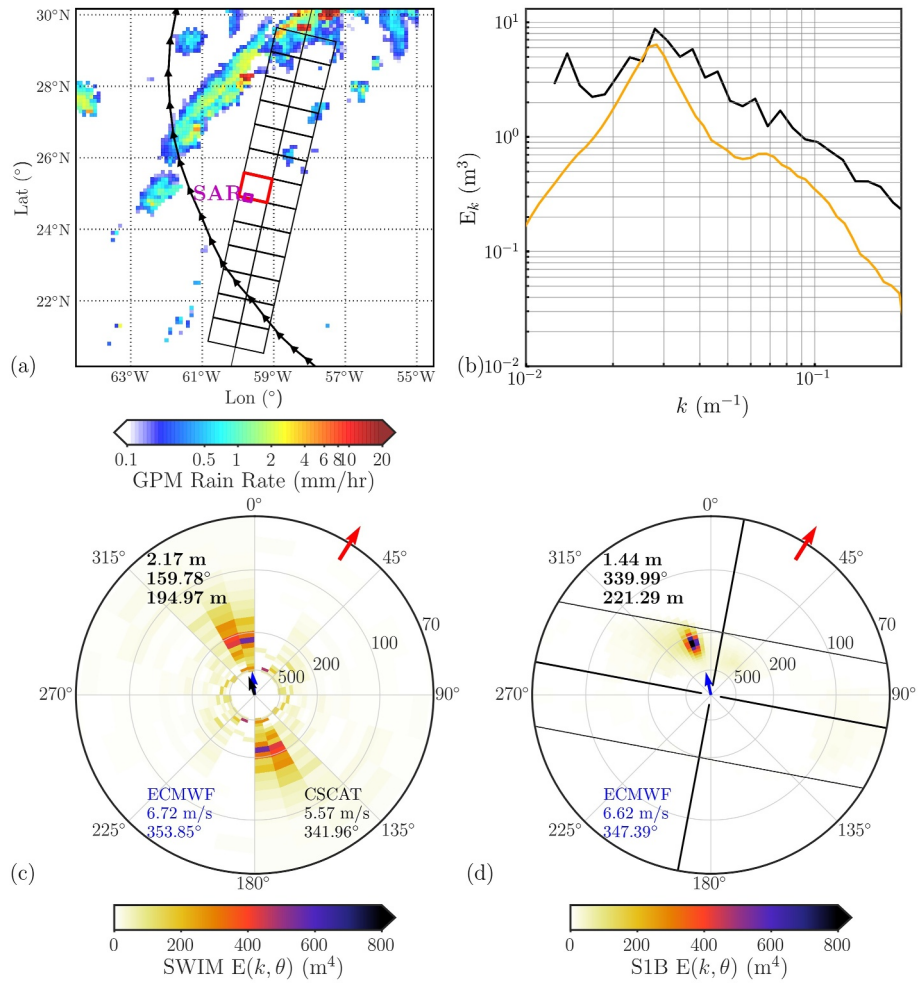 30°N
28°N
26°N
24°N
22°N
Lat (°)
SAR
(a)
63°W 61°W 59°W 57°W 55°W
Lon (°)
0.1 0.5 1 2 4 6 8 10 20
GPM Rain Rate (mm/hr)
10¹
10⁰
10⁻¹
10⁻²
E𝑘 (m³)
(b)
10⁻² 10⁻¹
k (m⁻¹)
0°
315° 45°
2.17 m
159.78°
194.97 m
70
100
200
500
270° 90°
ECMWF
6.72 m/s
353.85°
CSCAT
5.57 m/s
341.96°
225° 135°
180°
(c)
0 200 400 600 800
SWIM E(k, θ) (m⁴)
0°
315° 45°
1.44 m
339.99°
221.29 m
70
100
200
500
270° 90°
ECMWF
6.62 m/s
347.39°
225° 135°
180°
(d)
0 200 400 600 800
S1B E(k, θ) (m⁴)